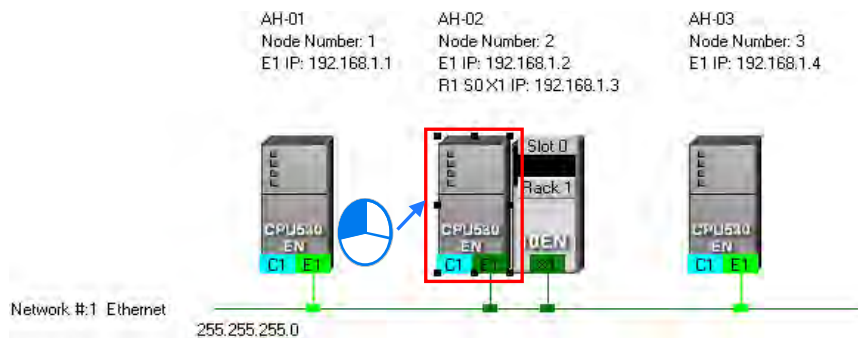 AH-01
Node Number: 1
E1 IP: 192.168.1.1
AH-02
Node Number: 2
E1 IP: 192.168.1.2
R1 S0 X1 IP: 192.168.1.3
AH-03
Node Number: 3
E1 IP: 192.168.1.4
CPU530
EN
C1 E1
CPU530
EN
C1 E1
Slot 0
Rack 1
0EN
X1
CPU530
EN
C1 E1
Network #:1 Ethernet
255.255.255.0